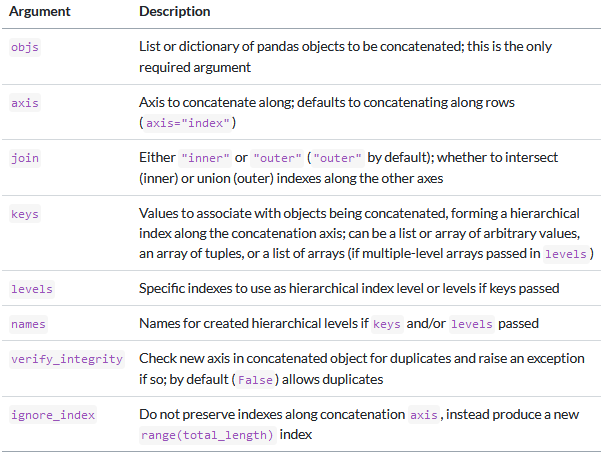 Argument Description
objs List or dictionary of pandas objects to be concatenated; this is the only
required argument
axis Axis to concatenate along; defaults to concatenating along rows
(axis="index")
join Either "inner" or "outer" ("outer" by default); whether to intersect
(inner) or union (outer) indexes along the other axes
keys Values to associate with objects being concatenated, forming a hierarchical
index along the concatenation axis; can be a list or array of arbitrary values,
an array of tuples, or a list of arrays (if multiple-level arrays passed in levels)
levels Specific indexes to use as hierarchical index level or levels if keys passed
names Names for created hierarchical levels if keys and/or levels passed
verify_integrity Check new axis in concatenated object for duplicates and raise an exception
if so; by default (False) allows duplicates
ignore_index Do not preserve indexes along concatenation axis, instead produce a new
range(total_length) index